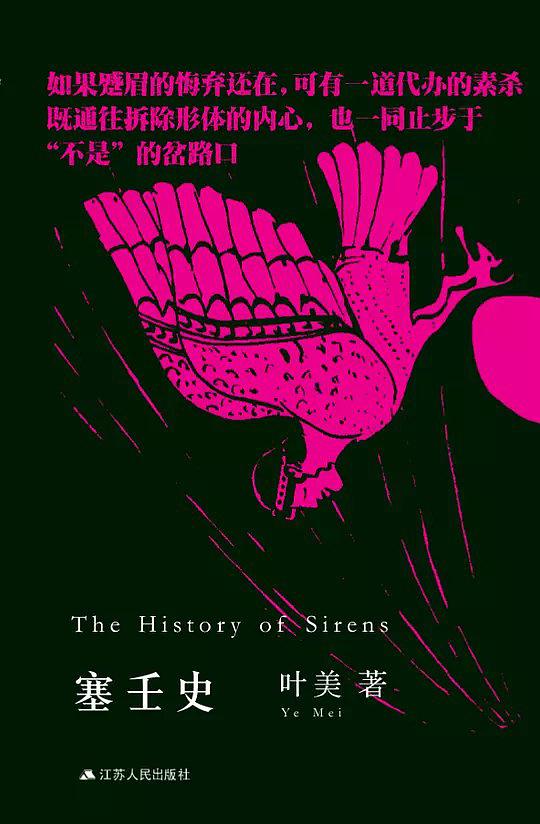 如果蹙眉的悔弃还在，可有一道代办的素杀
既通往拆除形体的内心，也一同止步于
“不是”的岔路口
The History of Sirens
塞壬史
叶美 著
Ye Mei
江苏人民出版社